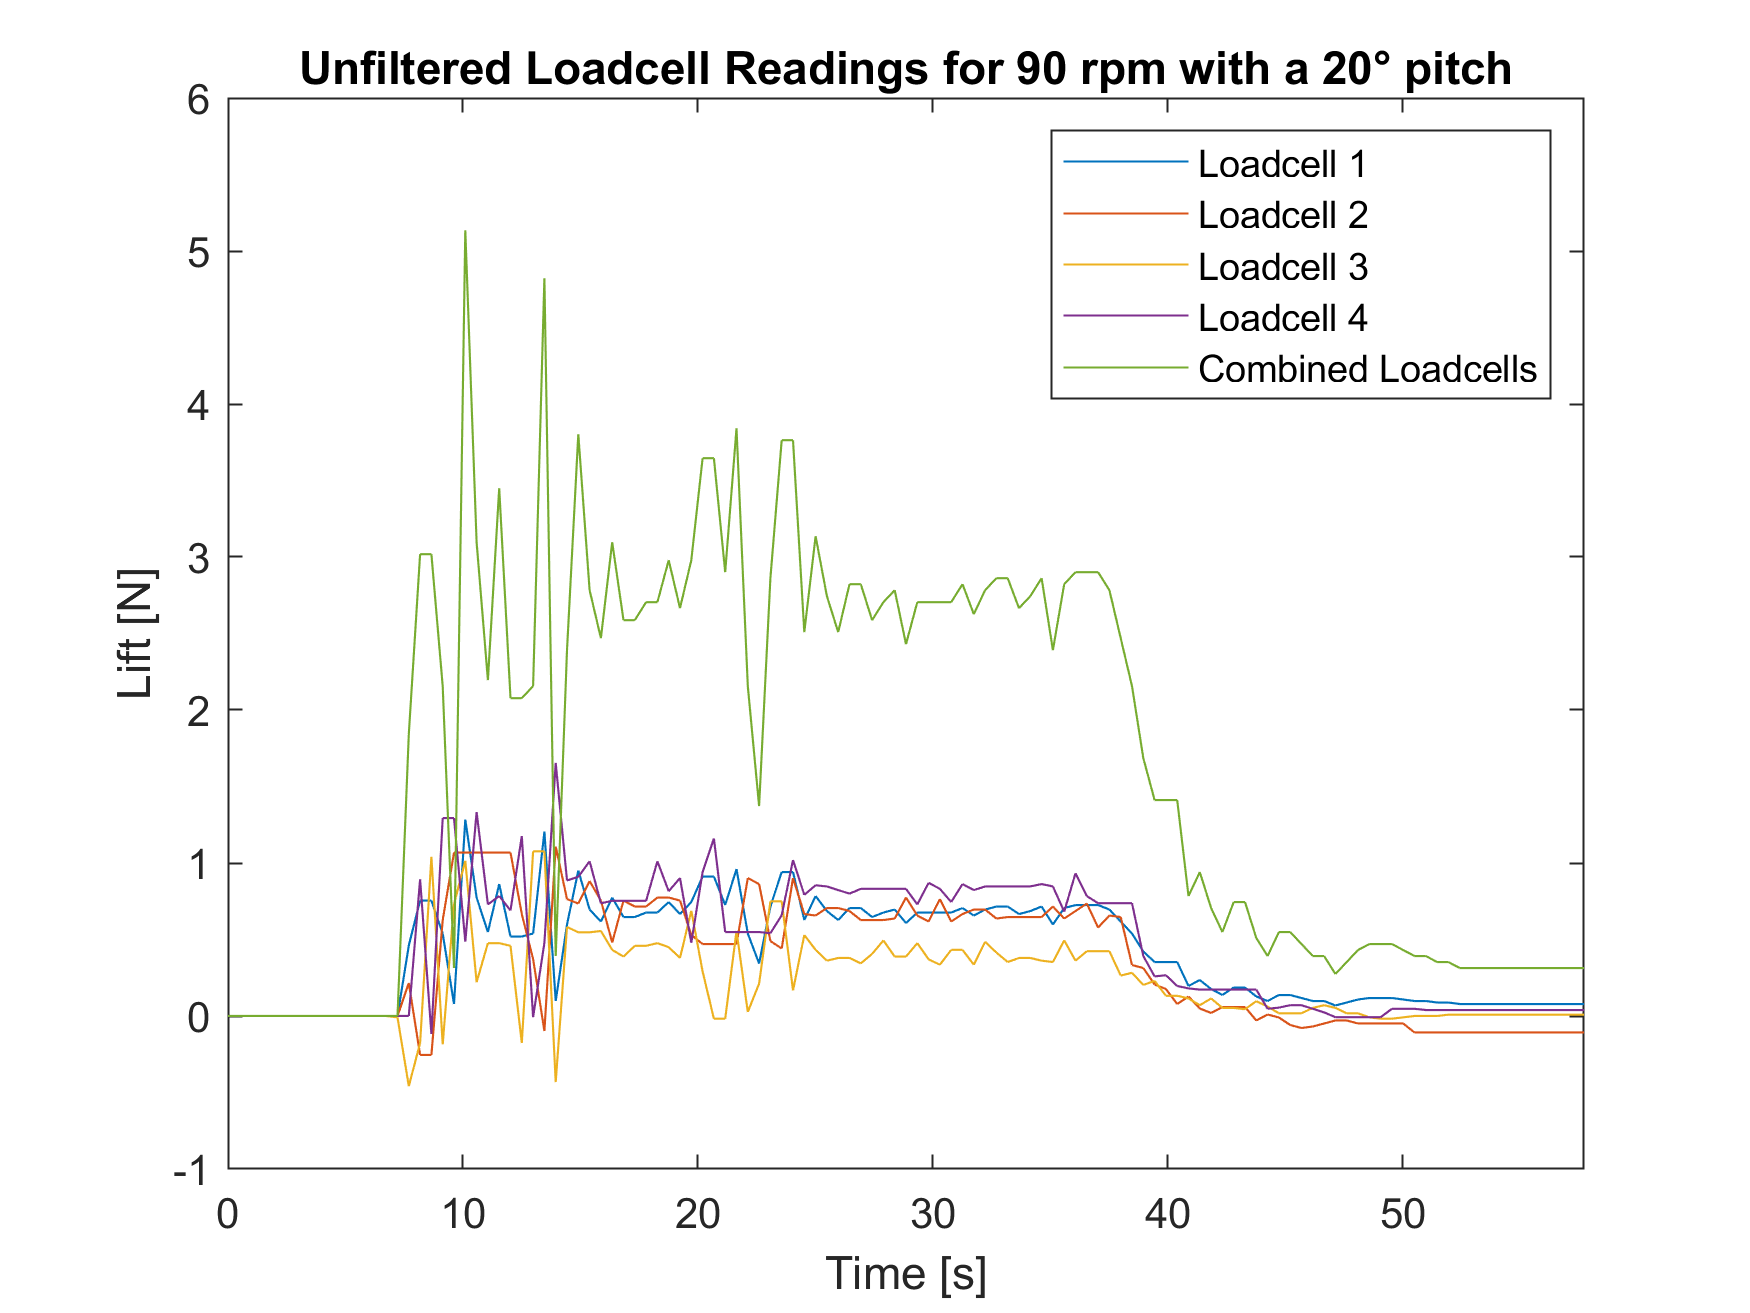 Unfiltered Loadcell Readings for 90 rpm with a 20° pitch
6
5
4
3
2
1
0
-1
Lift [N]
Loadcell 1
Loadcell 2
Loadcell 3
Loadcell 4
Combined Loadcells
0 10 20 30 40 50
Time [s]